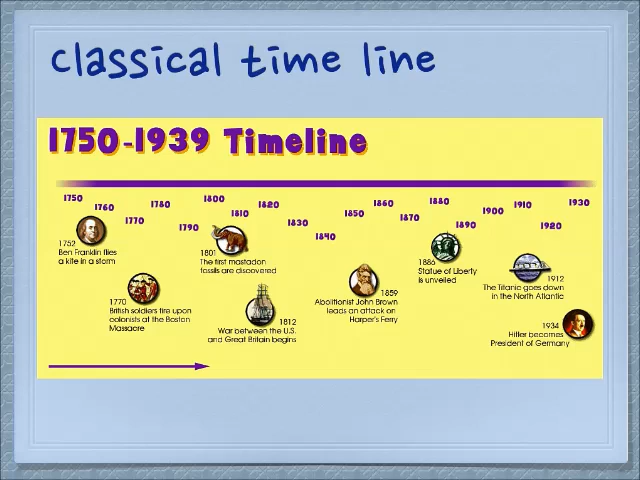 classical time line
1750-1939 Timeline
1750 1760 1770 1780 1790 1800 1810 1820 1830 1840 1850 1860 1870 1880 1890 1900 1910 1920 1930
1752
Ben Franklin flies
a kite in a storm
1770
British soldiers fire upon
colonists at the Boston
Massacre
1801
The first mastadon
fossils are discovered
1812
War between the U.S.
and Great Britain begins
1859
Abolitionist John Brown
leads an attack on
Harper's Ferry
1886
Statue of Liberty
is unveiled
1912
The Titanic goes down
in the North Atlantic
1934
Hitler becomes
President of Germany